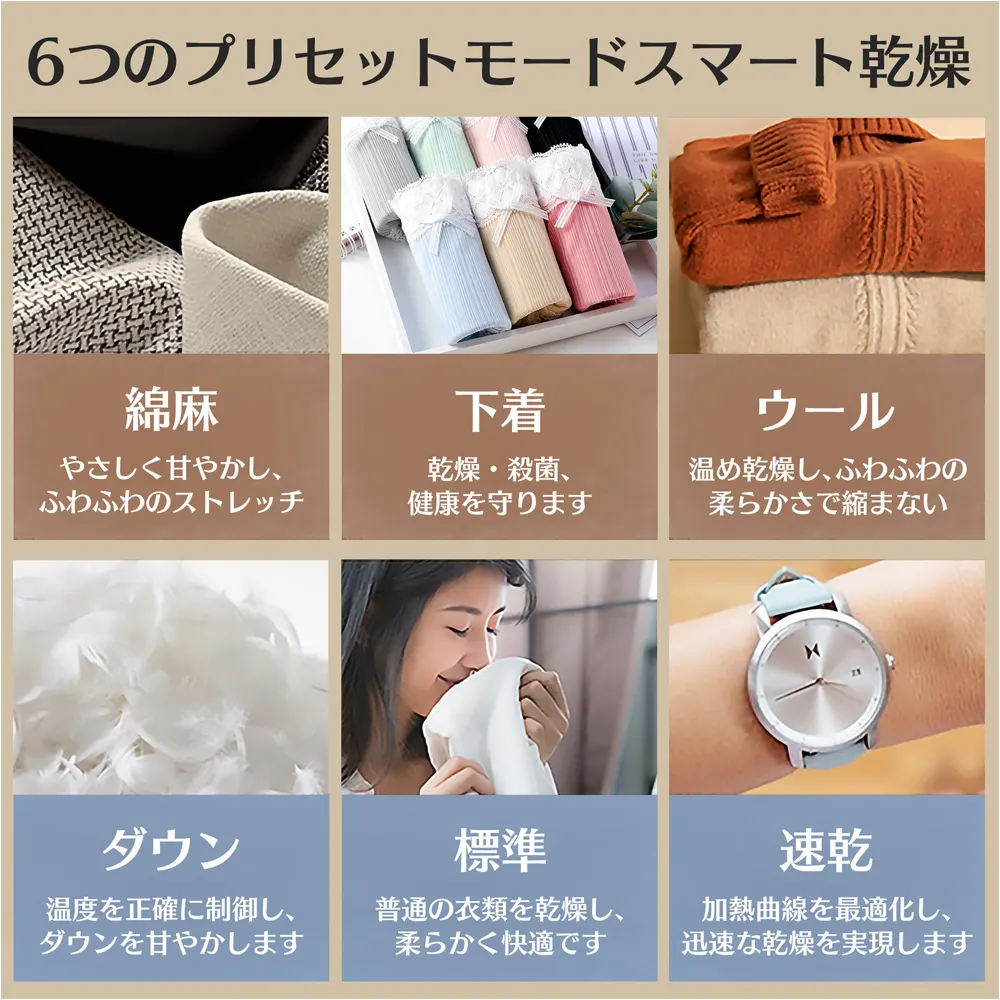 6つのプリセットモードスマート乾燥
綿麻
やさしく甘やかし、
ふわふわのストレッチ
下着
乾燥・殺菌、
健康を守ります
ウール
温め乾燥し、ふわふわの
柔らかさで縮まない
ダウン
温度を正確に制御し、
ダウンを甘やかします
標準
普通の衣類を乾燥し、
柔らかく快適です
速乾
加熱曲線を最適化し、
迅速な乾燥を実現します